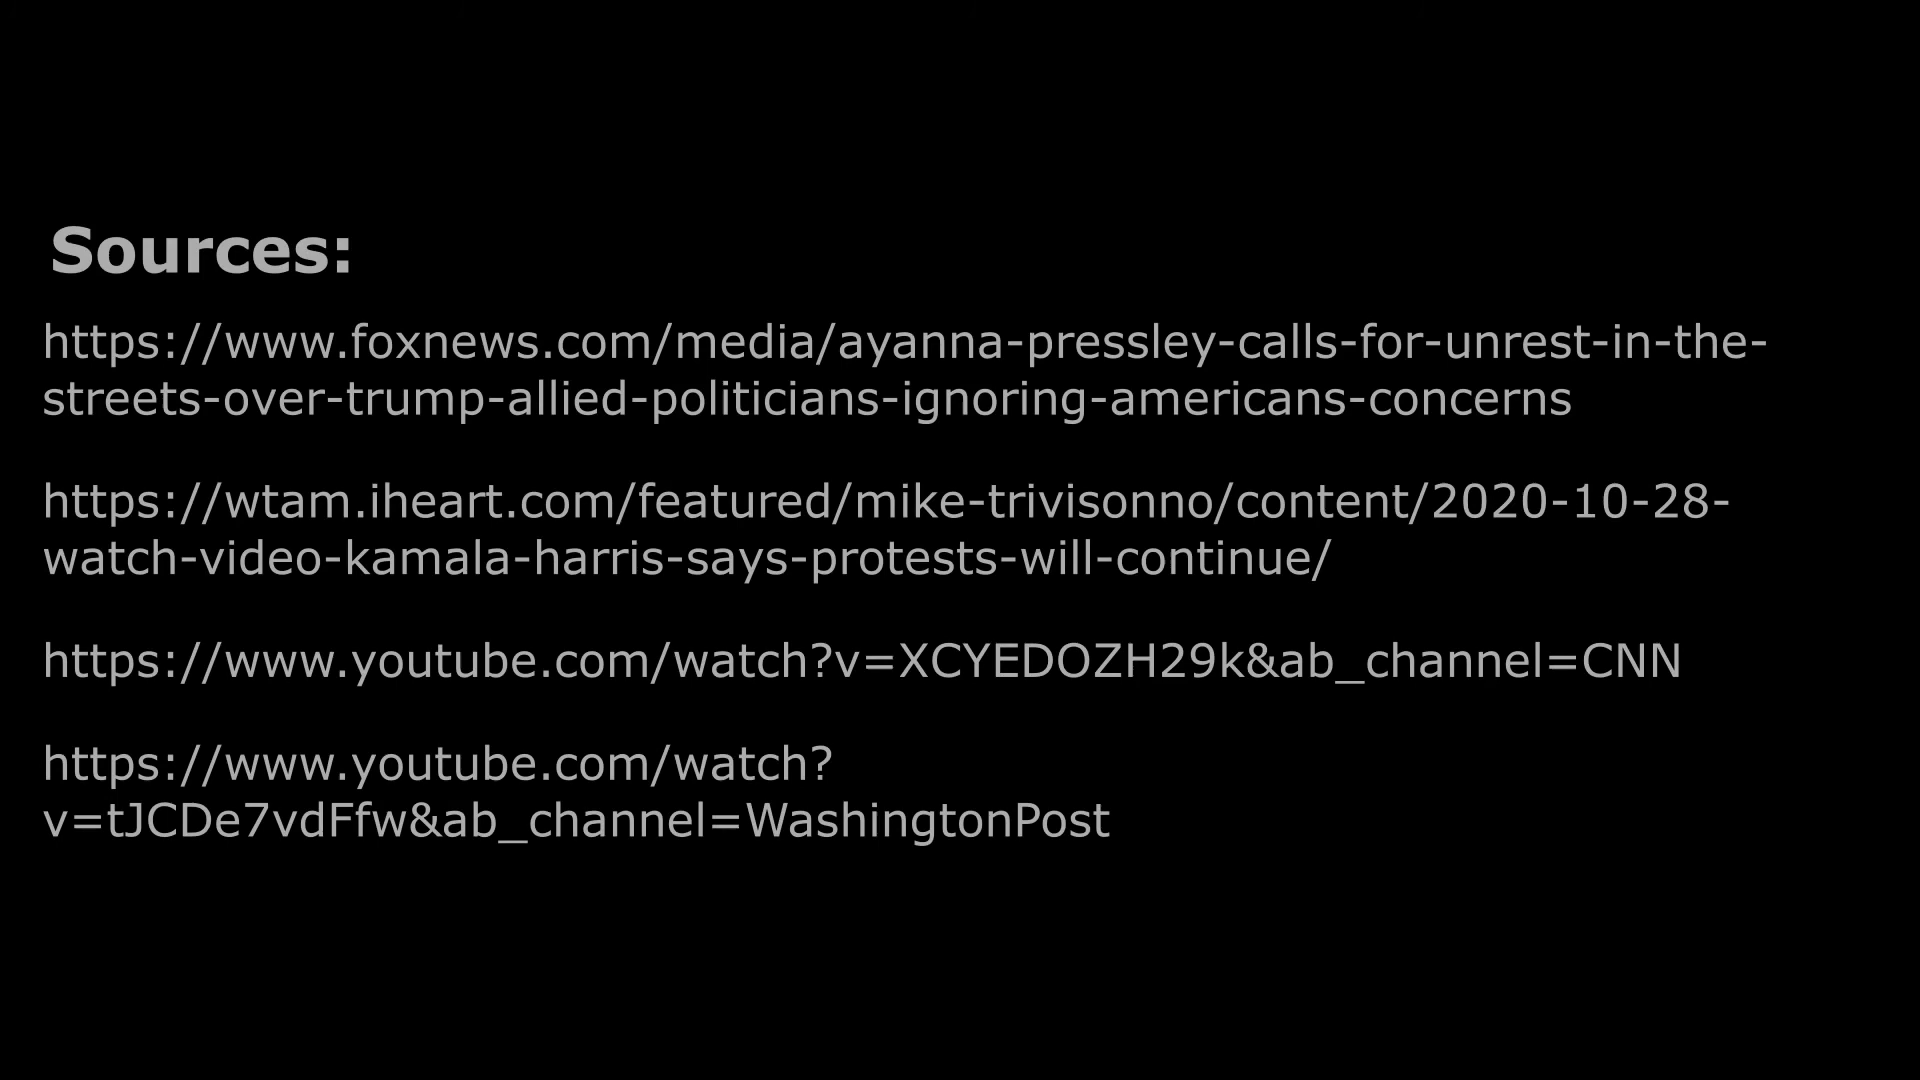 Sources:
https://www.foxnews.com/media/ayanna-pressley-calls-for-unrest-in-the-
streets-over-trump-allied-politicians-ignoring-americans-concerns
https://wtam.iheart.com/featured/mike-trivisonno/content/2020-10-28-
watch-video-kamala-harris-says-protests-will-continue/
https://www.youtube.com/watch?v=XCYEDOZH29k&ab_channel=CNN
https://www.youtube.com/watch?
v=tJCDe7vdFfw&ab_channel=WashingtonPost